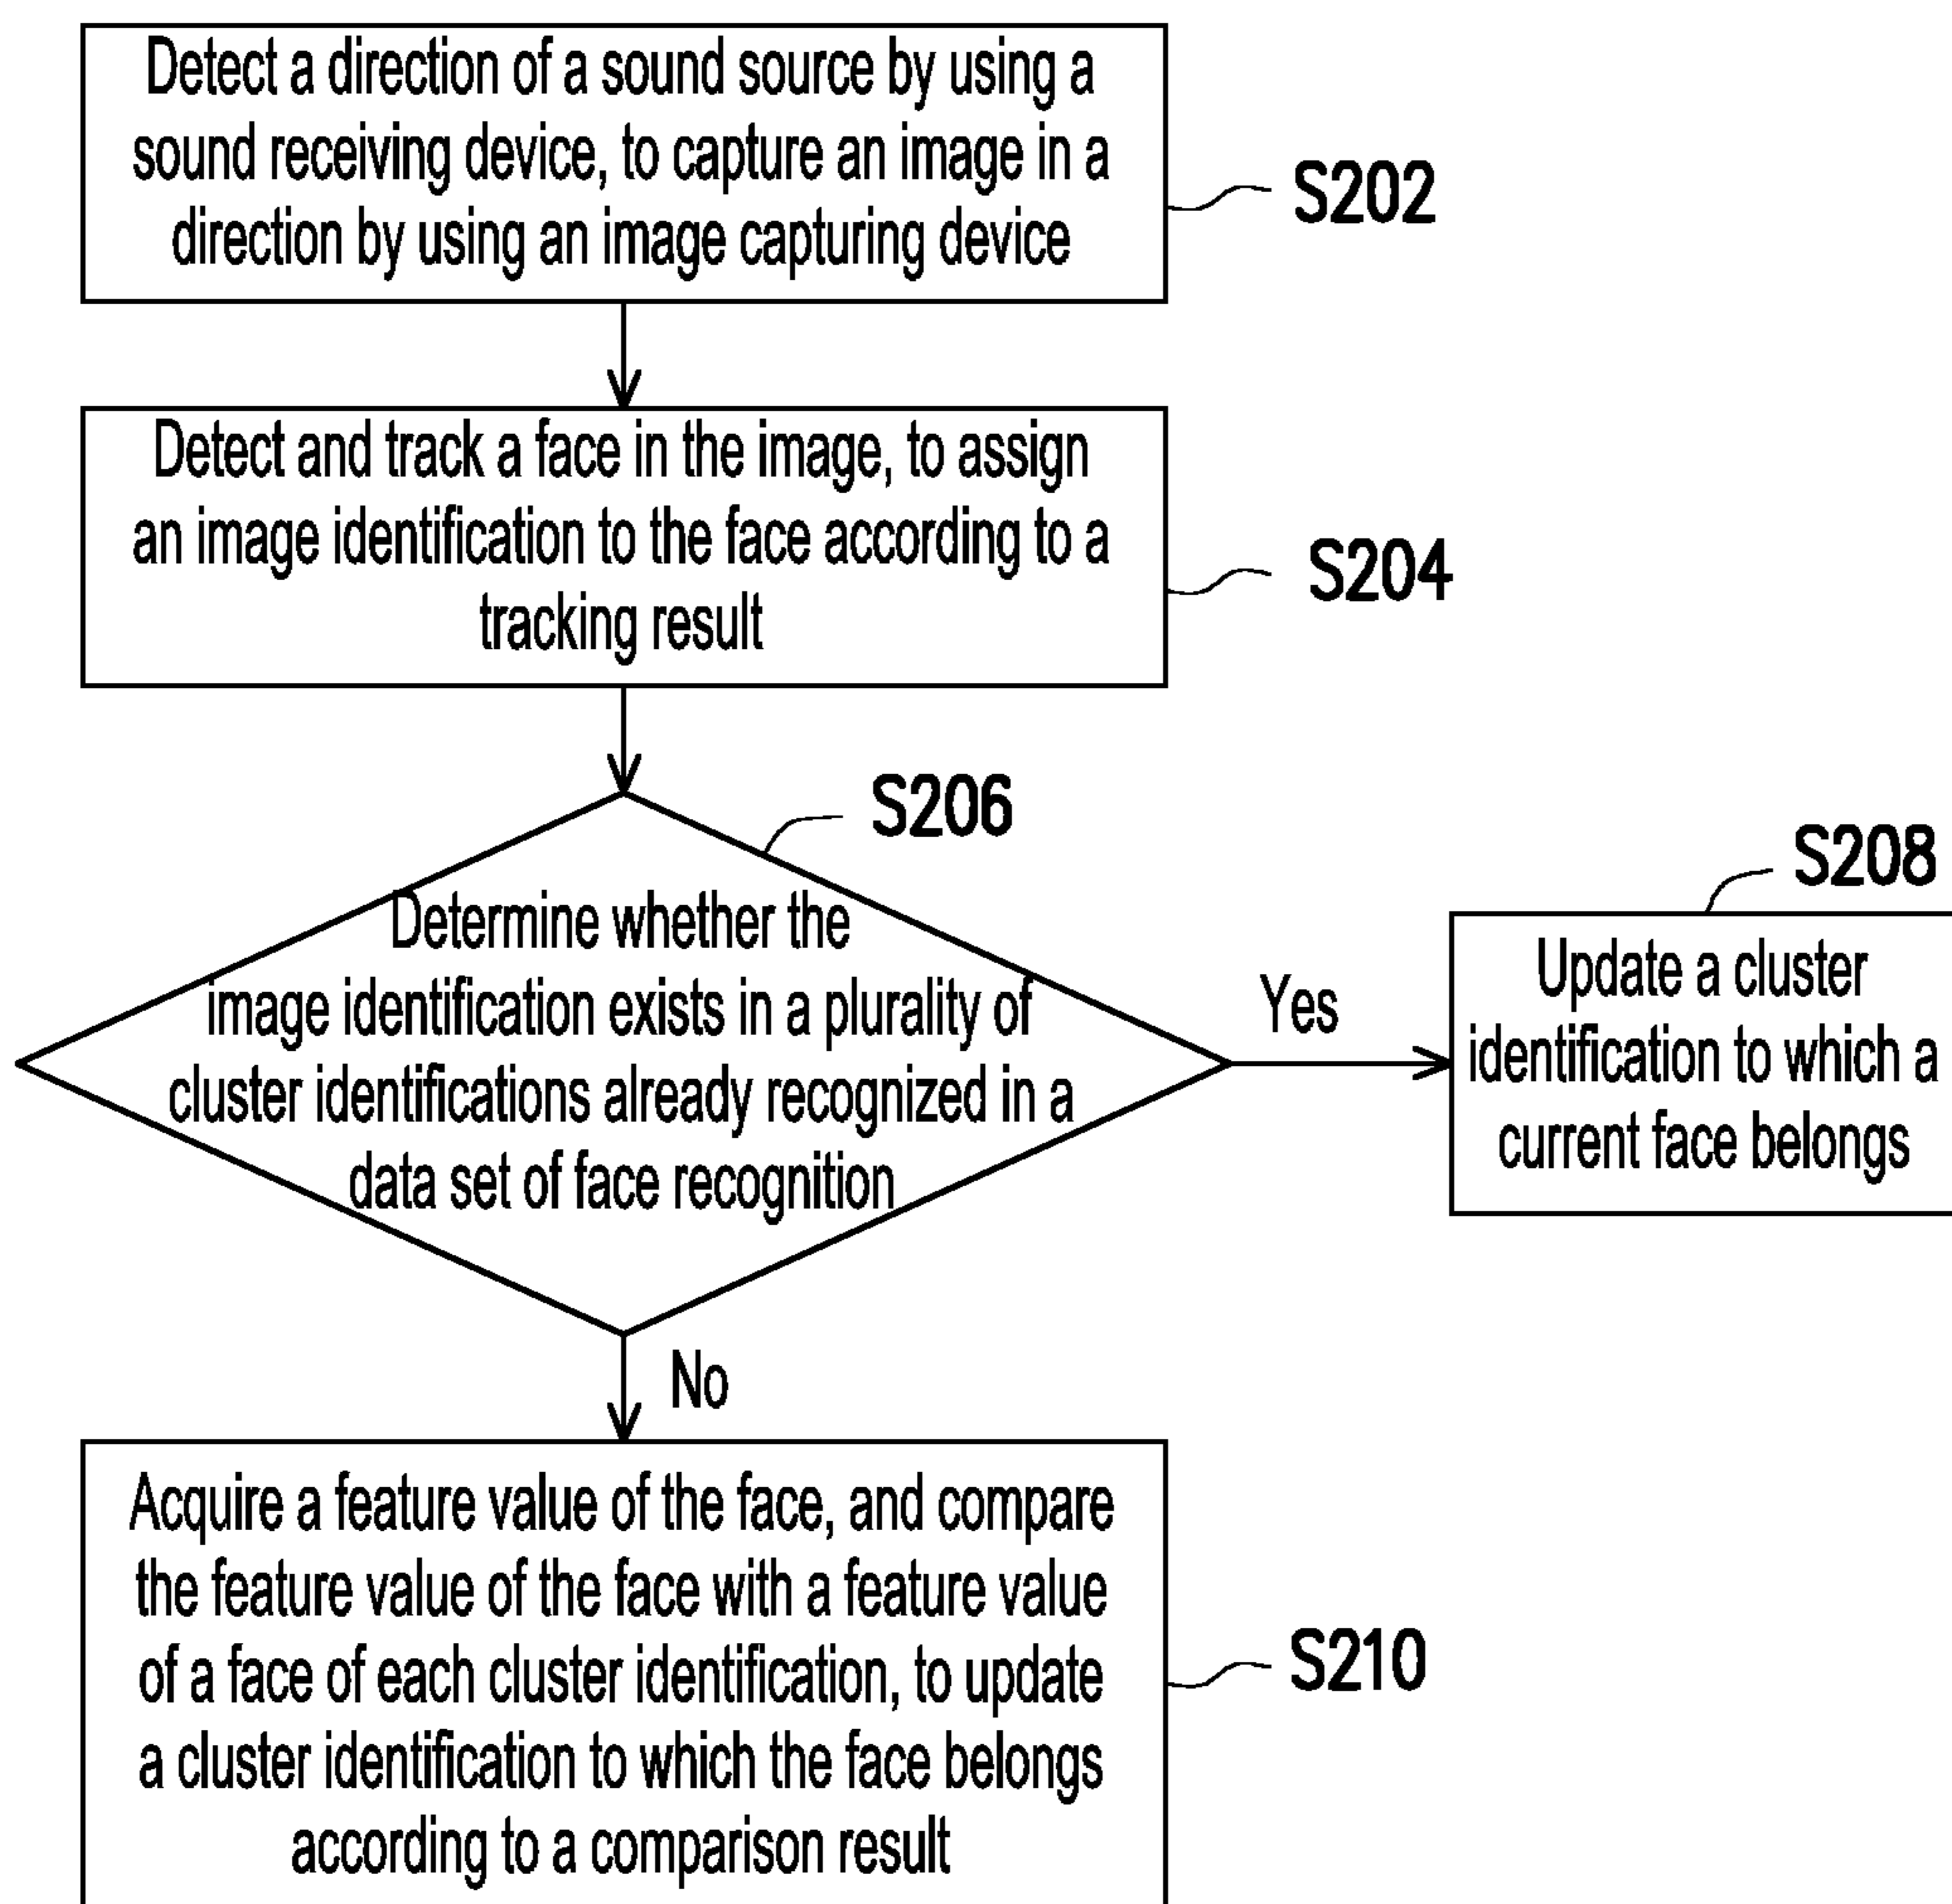 Detect a direction of a sound source by using a
sound receiving device, to capture an image in a
direction by using an image capturing device
S202
Detect and track a face in the image, to assign
an image identification to the face according to a
tracking result
S204
S206
Determine whether the
image identification exists in a plurality of
cluster identifications already recognized in a
data set of face recognition
Yes
S208
Update a cluster
identification to which a
current face belongs
No
Acquire a feature value of the face, and compare
the feature value of the face with a feature value
of a face of each cluster identification, to update
a cluster identification to which the face belongs
according to a comparison result
S210